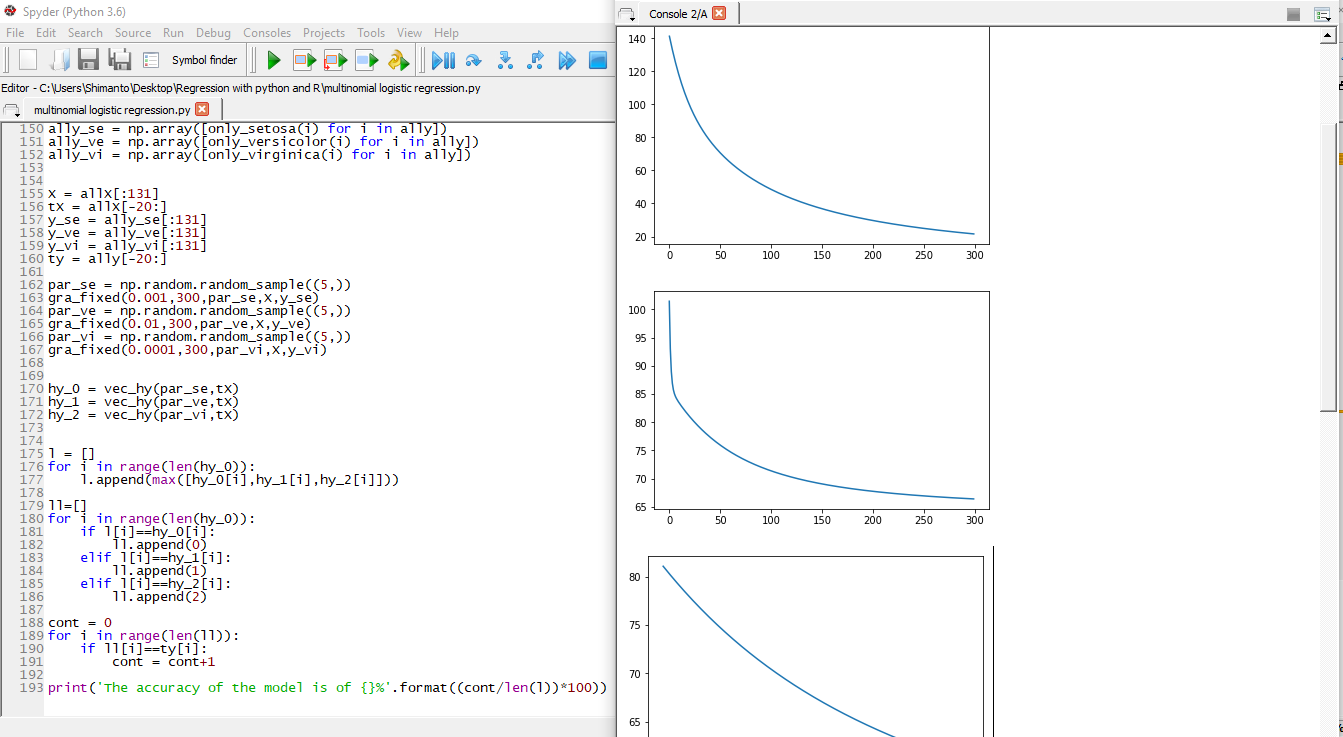 Spyder (Python 3.6)
File Edit Search Source Run Debug Consoles Projects Tools View Help
Symbol finder
Editor - C:\Users\Shimanto\Desktop\Regression with python and R\multinomial logistic regression.py
multinomial logistic regression.py
150 ally_se = np.array([only_setosa(i) for i in ally])
151 ally_ve = np.array([only_versicolor(i) for i in ally])
152 ally_vi = np.array([only_virginica(i) for i in ally])
153
154
155 X = allX[:131]
156 tX = allX[-20:]
157 y_se = ally_se[:131]
158 y_ve = ally_ve[:131]
159 y_vi = ally_vi[:131]
160 ty = ally[-20:]
161
162 par_se = np.random.random_sample((5,))
163 gra_fixed(0.001,300,par_se,X,y_se)
164 par_ve = np.random.random_sample((5,))
165 gra_fixed(0.01,300,par_ve,X,y_ve)
166 par_vi = np.random.random_sample((5,))
167 gra_fixed(0.0001,300,par_vi,X,y_vi)
168
169
170 hy_0 = vec_hy(par_se,tX)
171 hy_1 = vec_hy(par_ve,tX)
172 hy_2 = vec_hy(par_vi,tX)
173
174
175 l = []
176 for i in range(len(hy_0)):
177     l.append(max([hy_0[i],hy_1[i],hy_2[i]]))
178
179 ll=[]
180 for i in range(len(hy_0)):
181     if l[i]==hy_0[i]:
182         ll.append(0)
183     elif l[i]==hy_1[i]:
184         ll.append(1)
185     elif l[i]==hy_2[i]:
186         ll.append(2)
187
188 cont = 0
189 for i in range(len(ll)):
190     if ll[i]==ty[i]:
191         cont = cont+1
192
193 print('The accuracy of the model is of {}%'.format((cont/len(l))*100))
Console 2/A
140
120
100
80
60
40
20
0 50 100 150 200 250 300
100
95
90
85
80
75
70
65
0 50 100 150 200 250 300
80
75
70
65